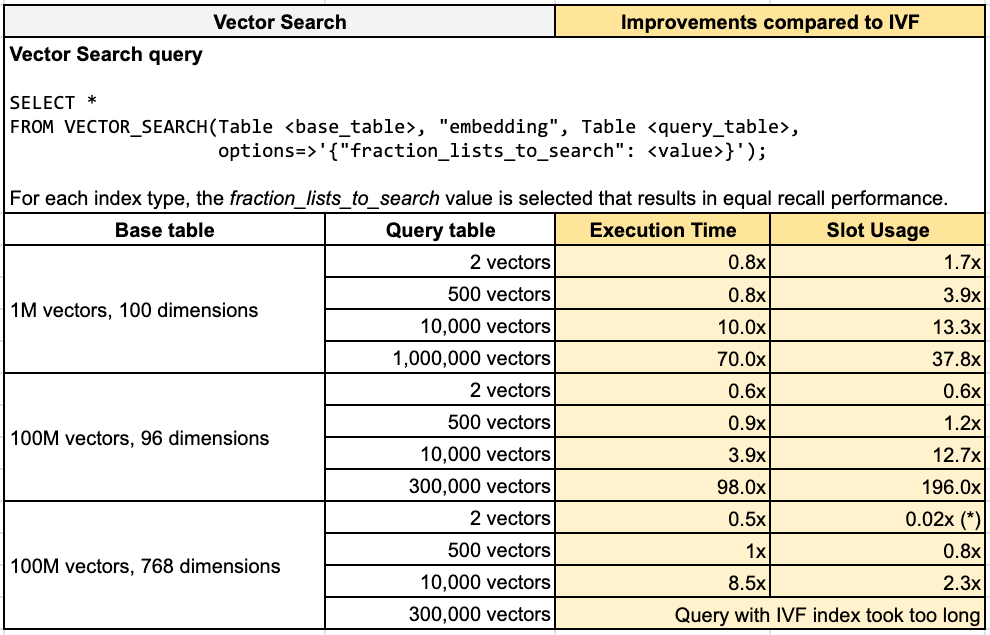 Vector Search Improvements compared to IVF
Vector Search query
SELECT *
FROM VECTOR_SEARCH(Table <base_table>, "embedding", Table <query_table>,
options=>'{"fraction_lists_to_search": <value>}');
For each index type, the fraction_lists_to_search value is selected that results in equal recall performance.
Base table Query table Execution Time Slot Usage
1M vectors, 100 dimensions
2 vectors 0.8x 1.7x
500 vectors 0.8x 3.9x
10,000 vectors 10.0x 13.3x
1,000,000 vectors 70.0x 37.8x
100M vectors, 96 dimensions
2 vectors 0.6x 0.6x
500 vectors 0.9x 1.2x
10,000 vectors 3.9x 12.7x
300,000 vectors 98.0x 196.0x
100M vectors, 768 dimensions
2 vectors 0.5x 0.02x (*)
500 vectors 1x 0.8x
10,000 vectors 8.5x 2.3x
300,000 vectors Query with IVF index took too long